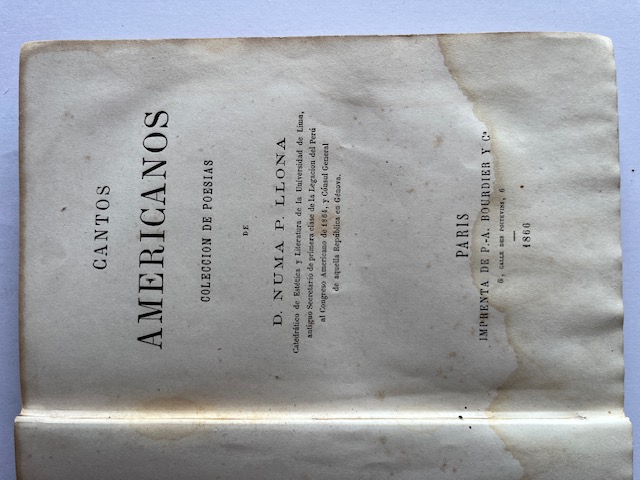 CANTOS
AMERICANOS
COLECCION DE POESIAS
DE
D. NUMA P. LLONA
Catedrático de Estética y Literatura de la Universidad de Lima,
antiguo Secretario de primera clase de la Legacion del Perú
al Congreso Americano de 1864, y Cónsul General
de aquella República en Génova.
PARIS
IMPRENTA DE P.-A. BOURDIER Y Cª
6, CALLE DES POITEVINS, 6
1866